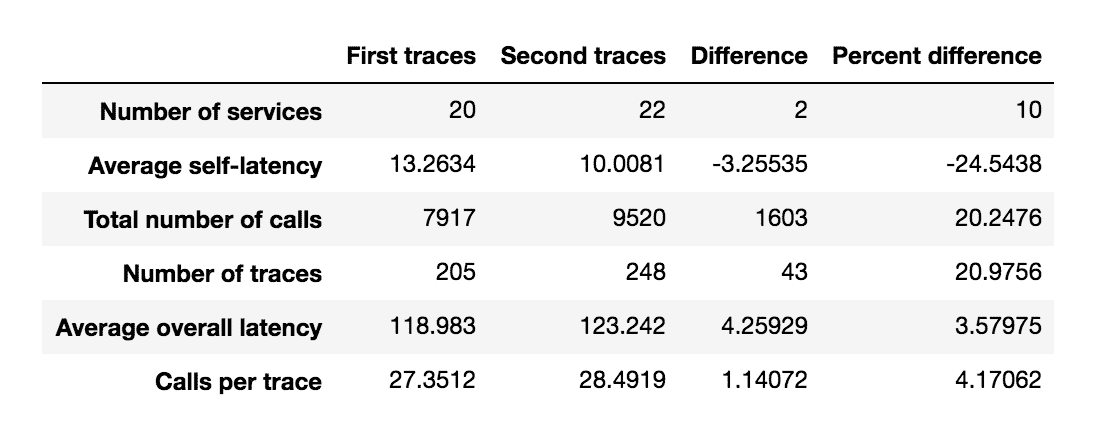 First traces Second traces Difference Percent difference
Number of services 20 22 2 10
Average self-latency 13.2634 10.0081 -3.25535 -24.5438
Total number of calls 7917 9520 1603 20.2476
Number of traces 205 248 43 20.9756
Average overall latency 118.983 123.242 4.25929 3.57975
Calls per trace 27.3512 28.4919 1.14072 4.17062